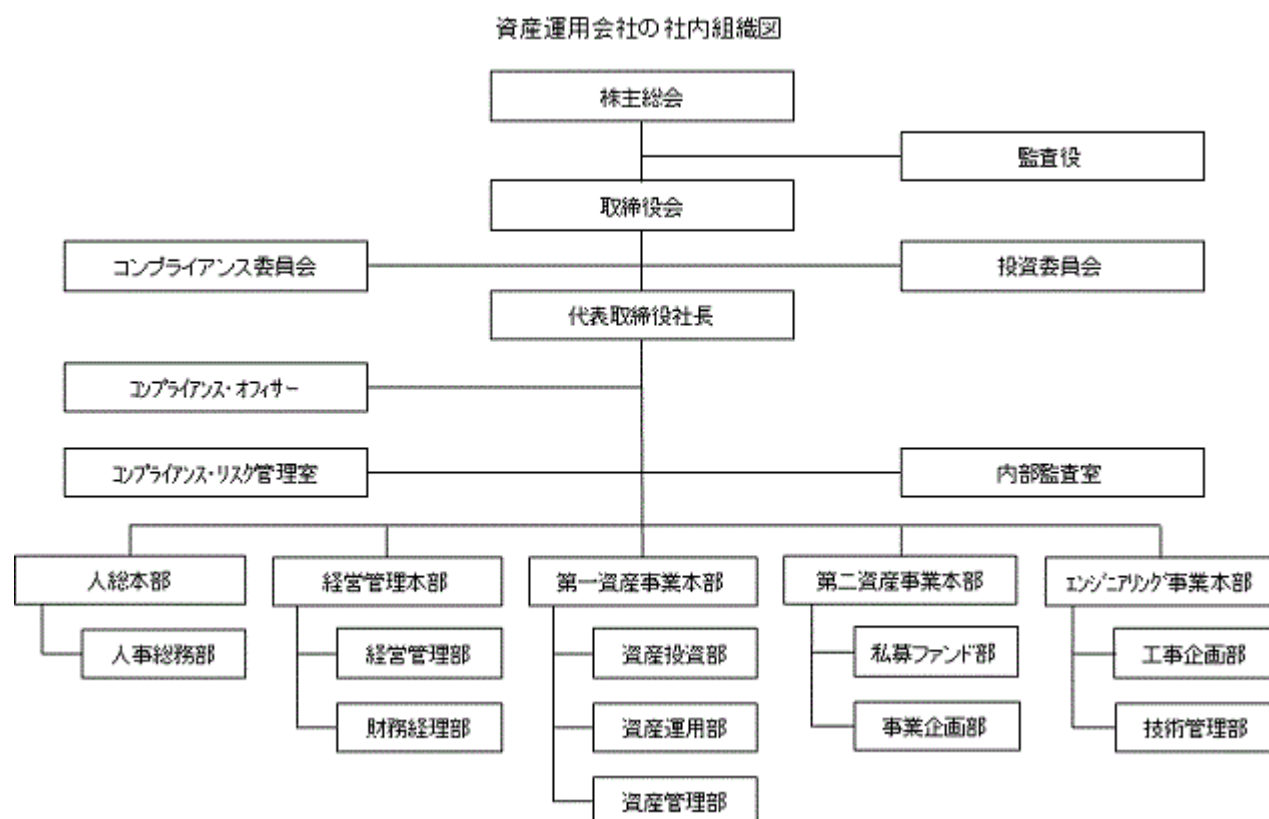 資産運用会社の社内組織図
株主総会
監査役
取締役会
コンプライアンス委員会
投資委員会
代表取締役社長
コンプライアンス・オフィサー
コンプライアンス・リスク管理室
内部監査室
人総本部
経営管理本部
第一資産事業本部
第二資産事業本部
エンジニアリング事業本部
人事総務部
経営管理部
資産投資部
私募ファンド部
工事企画部
財務経理部
資産運用部
事業企画部
技術管理部
資産管理部